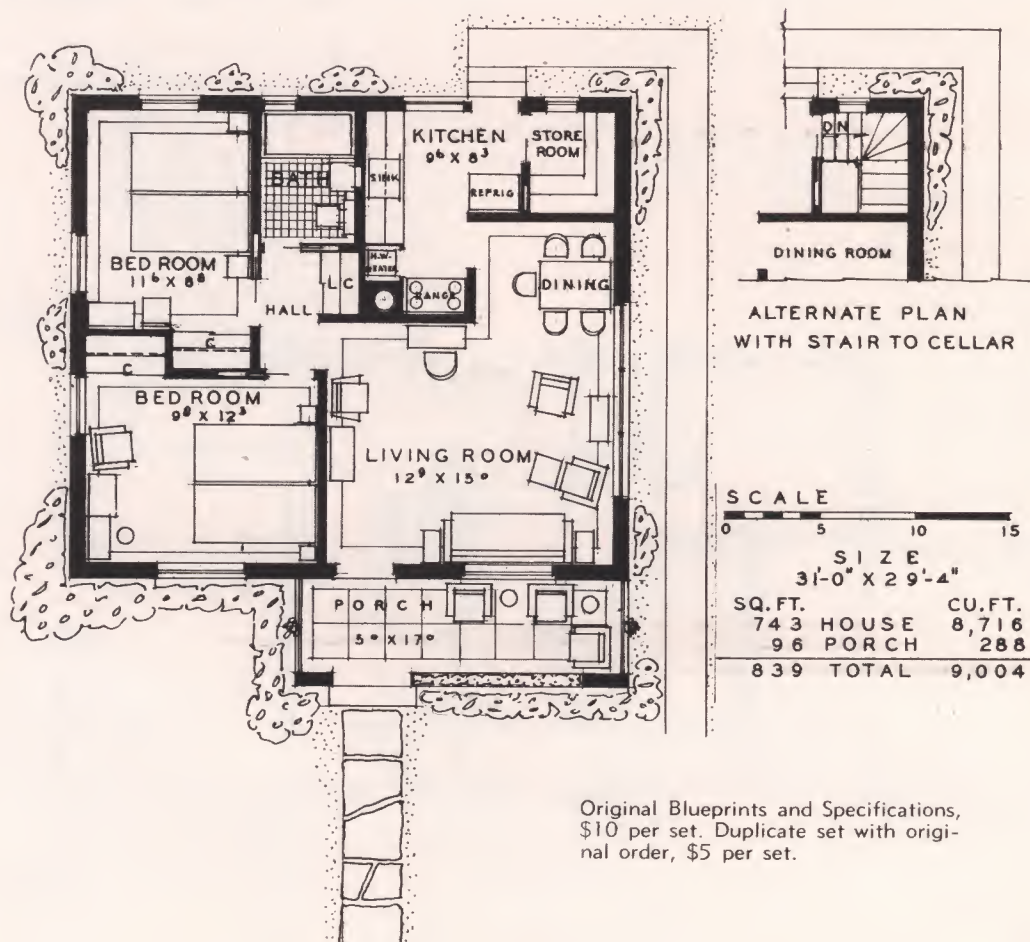 KITCHEN
9⁶ X 8³
STORE
ROOM
BATH
SINK
REFRIG
BED ROOM
11⁶ X 8⁸
H.W.
HEATER
L C
RANGE
DINING
HALL
C
C
BED ROOM
9⁸ X 12³
LIVING ROOM
12⁹ X 15⁰
PORCH
5⁰ X 17⁰
DN
DINING ROOM
ALTERNATE PLAN
WITH STAIR TO CELLAR
SCALE
0 5 10 15
SIZE
31'-0" X 29'-4"
SQ.FT. CU.FT.
743 HOUSE 8,716
96 PORCH 288
839 TOTAL 9,004
Original Blueprints and Specifications,
$10 per set. Duplicate set with origi-
nal order, $5 per set.